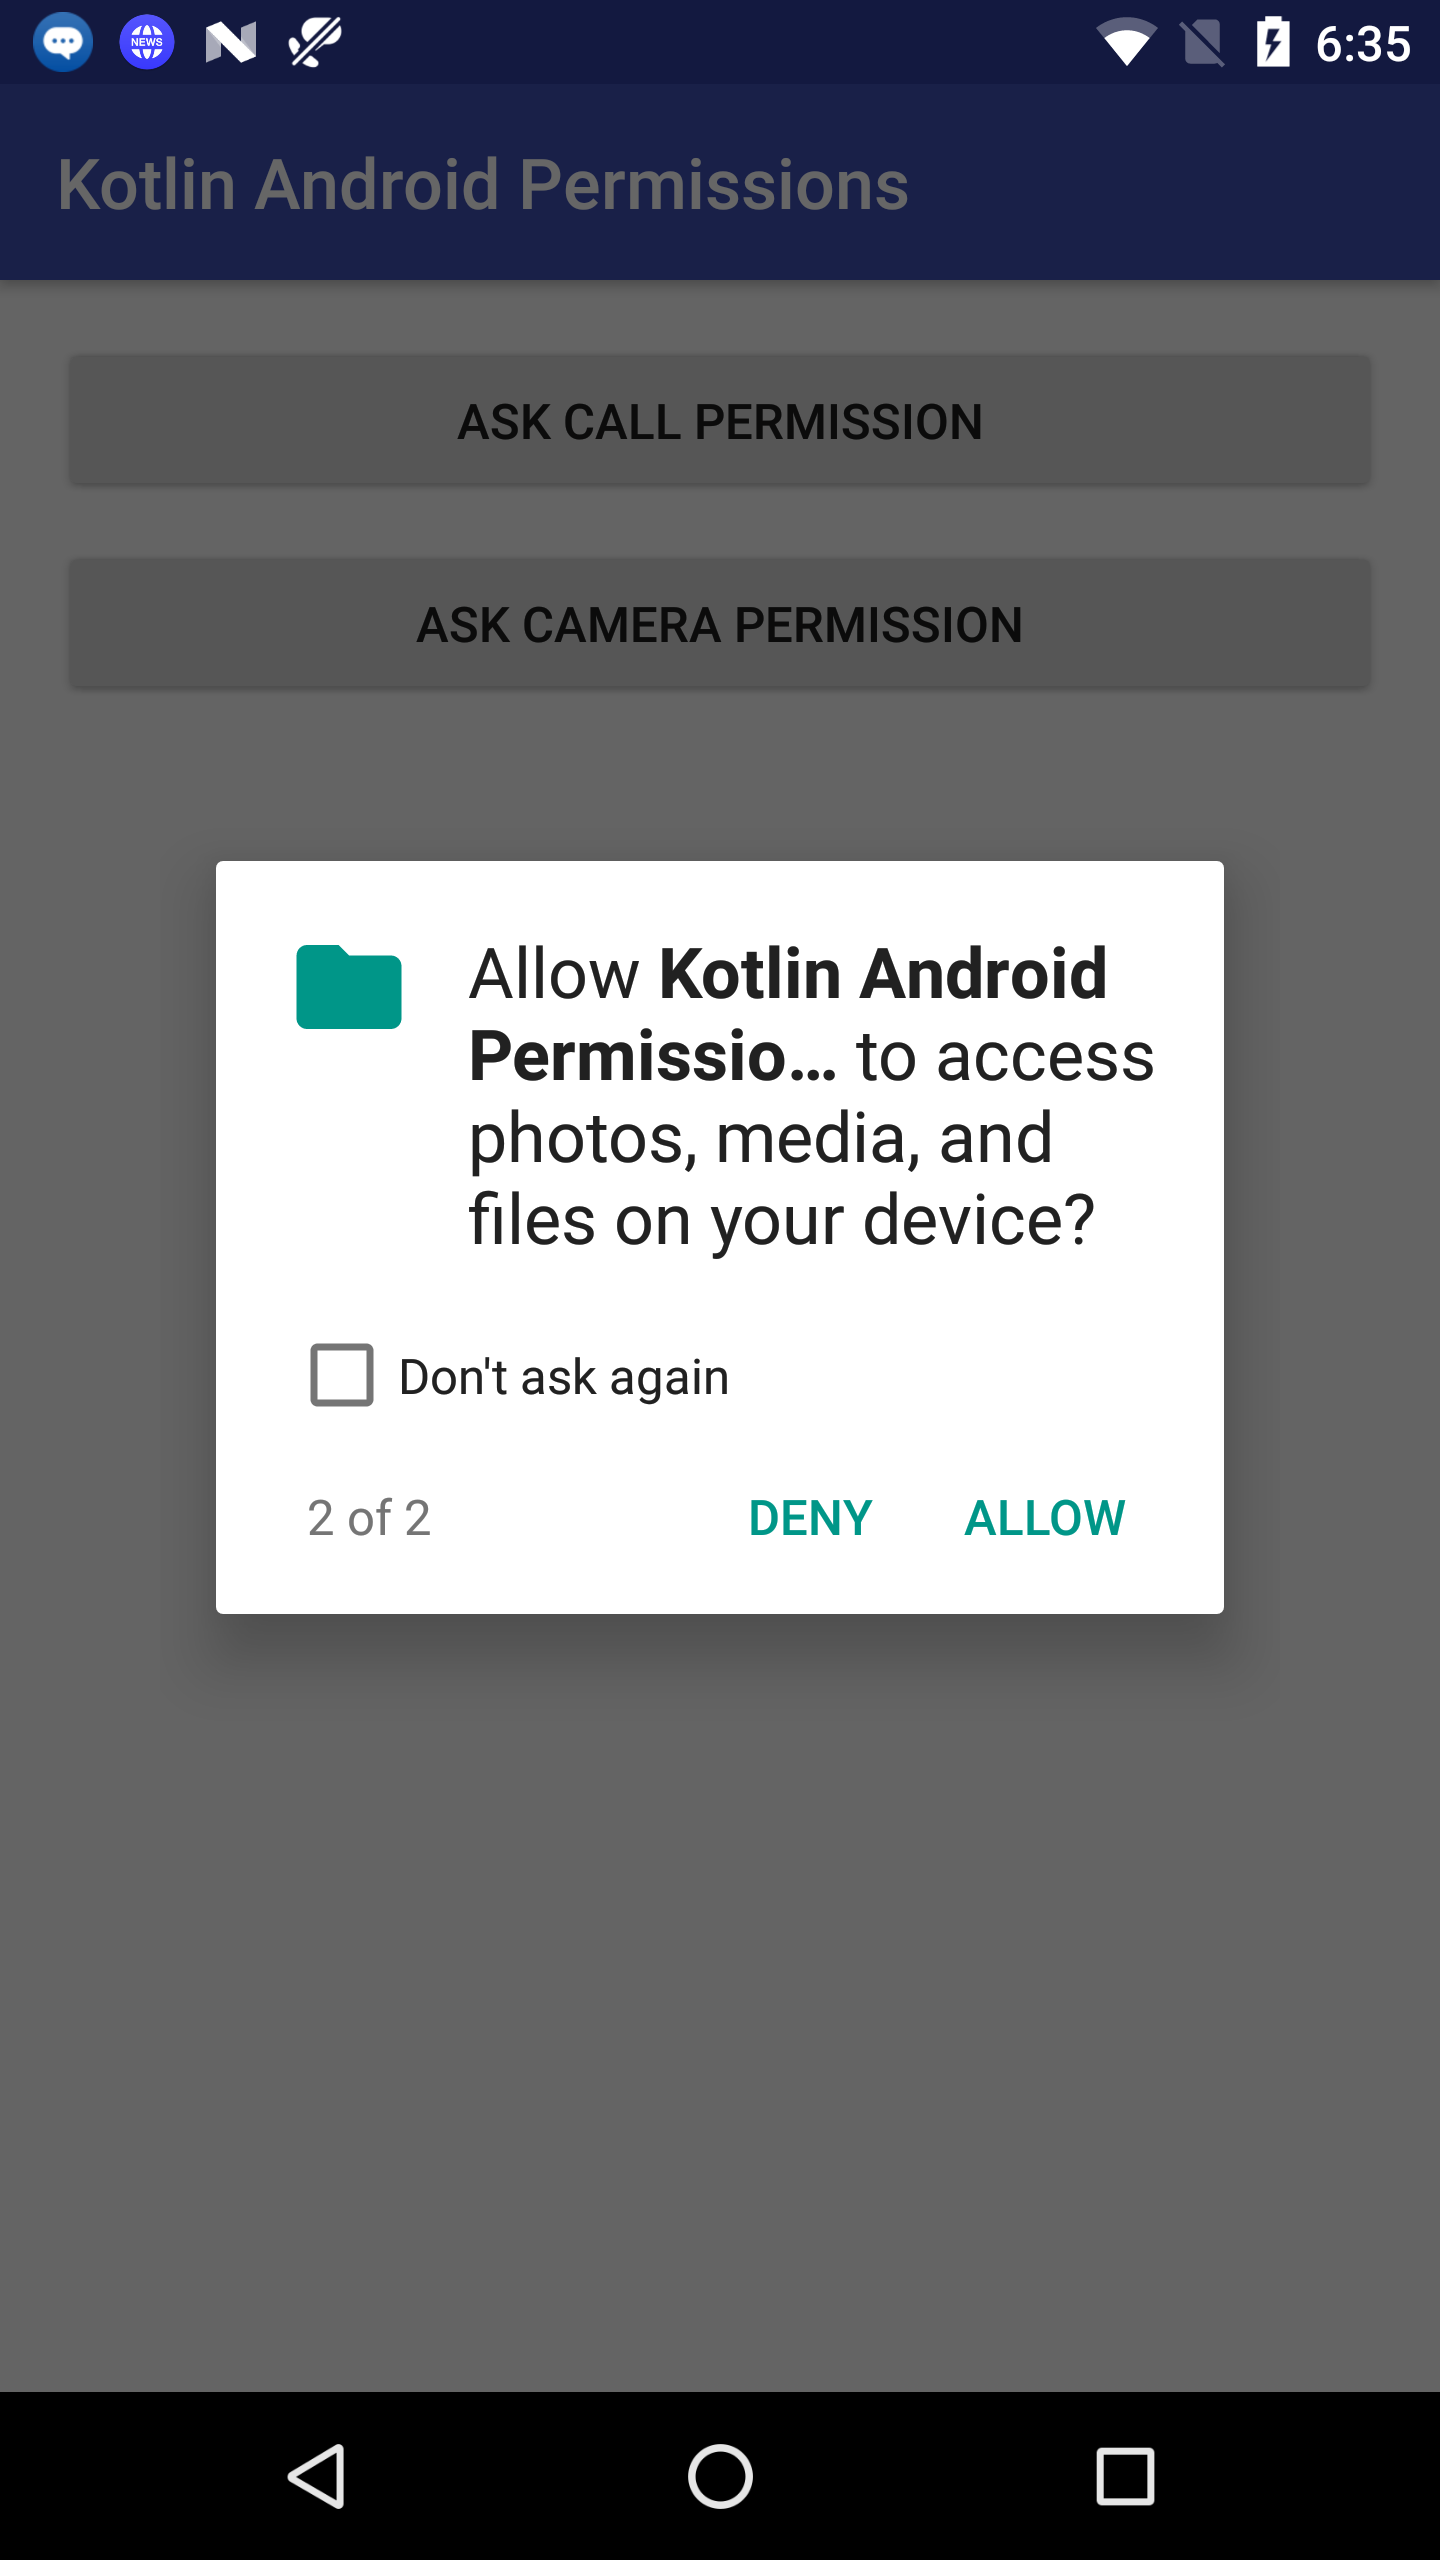 NEWS
6:35
Kotlin Android Permissions
ASK CALL PERMISSION
ASK CAMERA PERMISSION
Allow Kotlin Android
Permissio... to access
photos, media, and
files on your device?
Don't ask again
2 of 2 DENY ALLOW